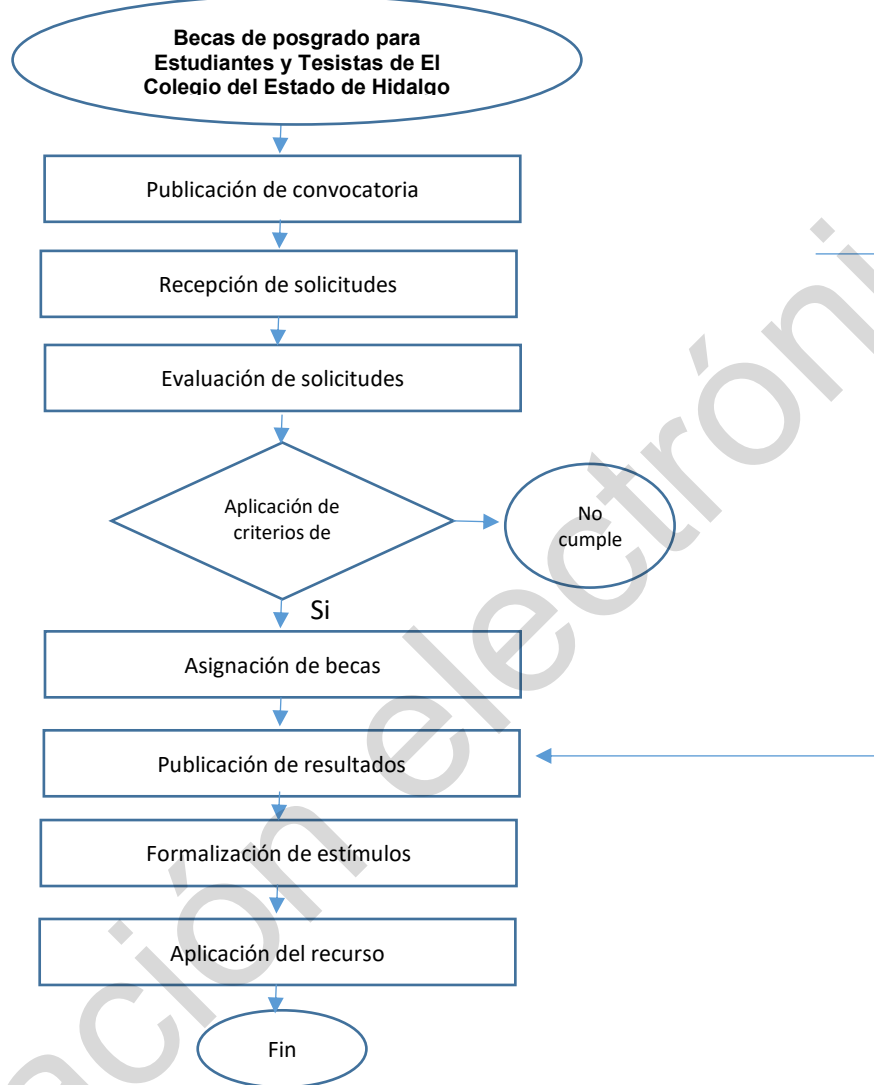 Becas de posgrado para
Estudiantes y Tesistas de El
Colegio del Estado de Hidalgo
Publicación de convocatoria
Recepción de solicitudes
Evaluación de solicitudes
Aplicación de
criterios de
No
cumple
Si
Asignación de becas
Publicación de resultados
Formalización de estímulos
Aplicación del recurso
Fin
ación electróni